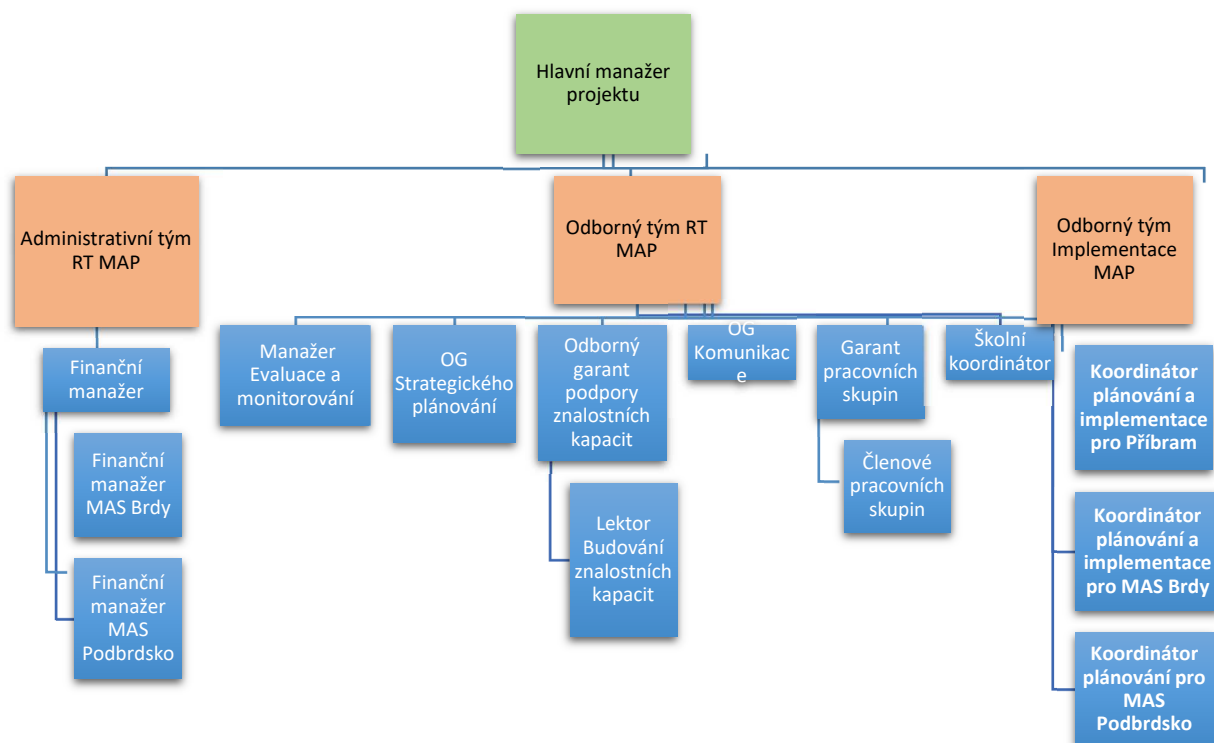 Hlavní manažer
projektu
Administrativní tým
RT MAP
Odborný tým RT
MAP
Odborný tým
Implementace
MAP
Finanční
manažer
Finanční
manažer
MAS Brdy
Finanční
manažer
MAS
Podbrdsko
Manažer
Evaluace a
monitorování
OG
Strategického
plánování
Odborný
garant
podpory
znalostních
kapacit
Lektor
Budování
znalostních
kapacit
OG
Komunikac
e
Garant
pracovních
skupin
Členové
pracovních
skupin
Školní
koordinátor
Koordinátor
plánování a
implementace
pro Příbram
Koordinátor
plánování a
implementace
pro MAS Brdy
Koordinátor
plánování pro
MAS
Podbrdsko